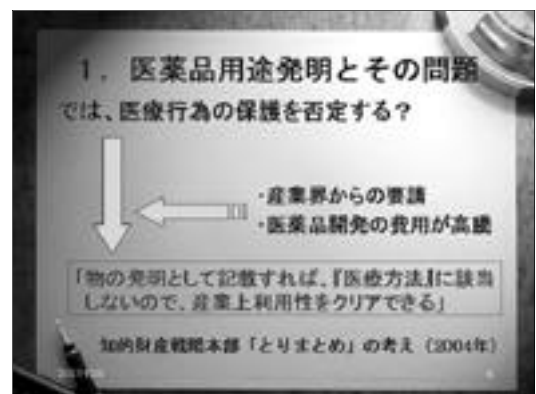 1. 医薬品用途発明とその問題
では、医療行為の保護を否定する?
・産業界からの要請
・医薬品開発の費用が高騰
「物の発明として記載すれば、『医療方法』に該当
しないので、産業上利用性をクリアできる」
知的財産戦略本部「とりまとめ」の考え(2004年)